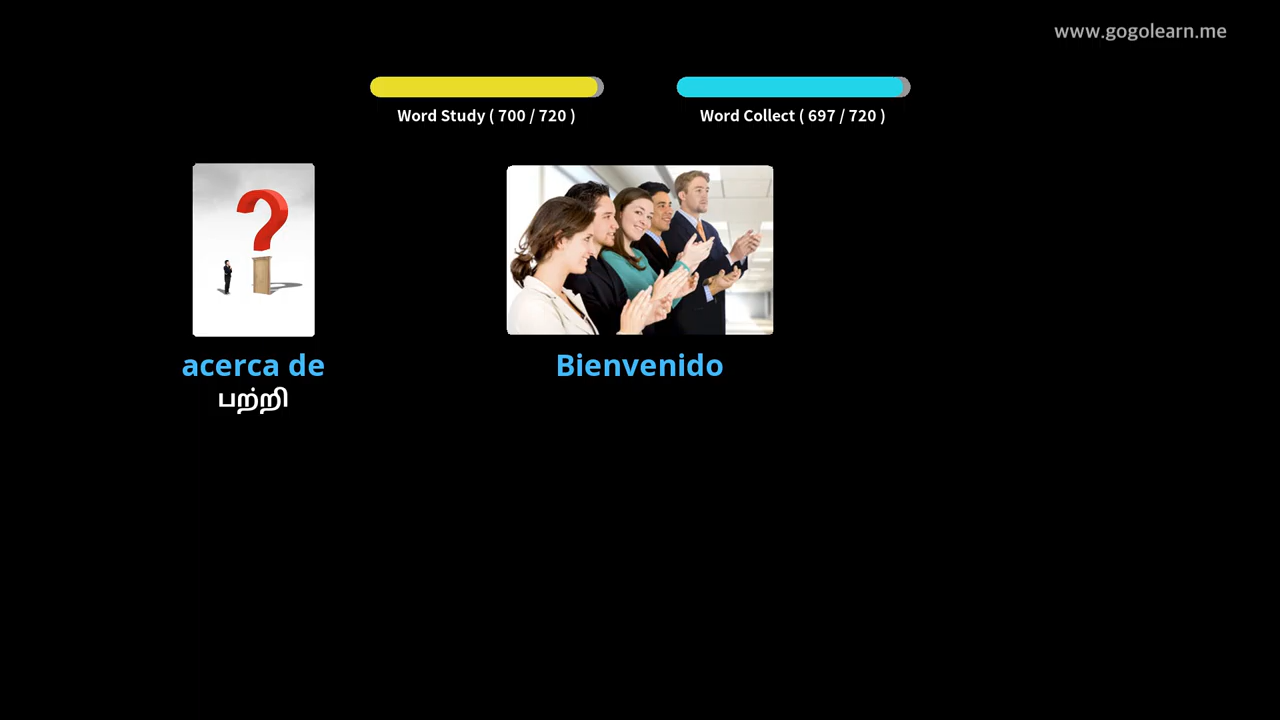 www.gogolearn.me
Word Study ( 700 / 720 )
Word Collect ( 697 / 720 )
acerca de
பற்றி
Bienvenido